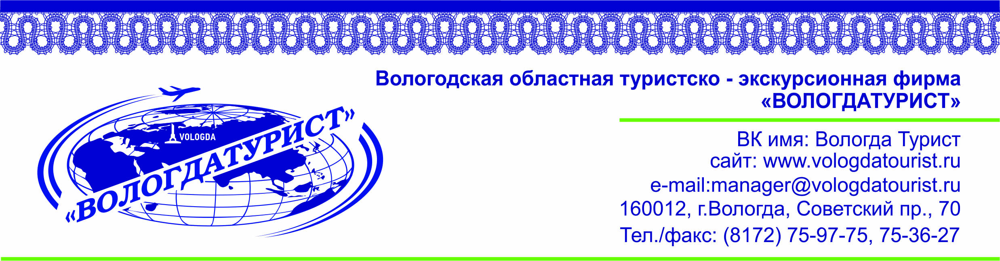 Вологодская областная туристско - экскурсионная фирма
«ВОЛОГДАТУРИСТ»
VOLOGDA
«ВОЛОГДАТУРИСТ»
ВК имя: Вологда Турист
сайт: www.vologdatourist.ru
e-mail:manager@vologdatourist.ru
160012, г.Вологда, Советский пр., 70
Тел./факс: (8172) 75-97-75, 75-36-27